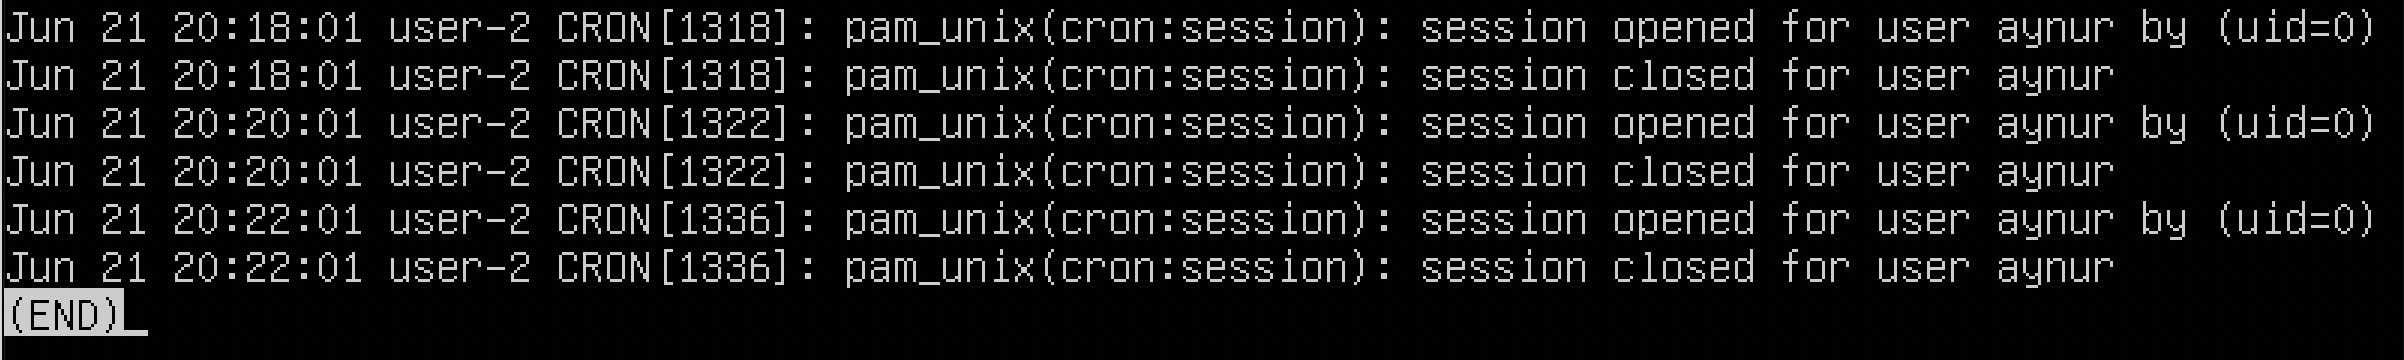 Jun 21 20:18:01 user-2 CRON[1318]: pam_unix(cron:session): session opened for user aynur by (uid=0)
Jun 21 20:18:01 user-2 CRON[1318]: pam_unix(cron:session): session closed for user aynur
Jun 21 20:20:01 user-2 CRON[1322]: pam_unix(cron:session): session opened for user aynur by (uid=0)
Jun 21 20:20:01 user-2 CRON[1322]: pam_unix(cron:session): session closed for user aynur
Jun 21 20:22:01 user-2 CRON[1336]: pam_unix(cron:session): session opened for user aynur by (uid=0)
Jun 21 20:22:01 user-2 CRON[1336]: pam_unix(cron:session): session closed for user aynur
(END)